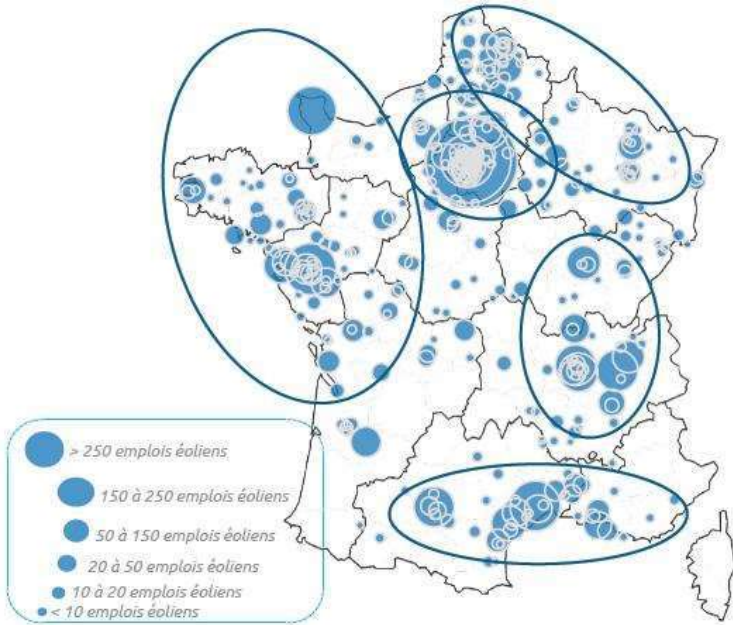 > 250 emplois éoliens
150 à 250 emplois éoliens
50 à 150 emplois éoliens
20 à 50 emplois éoliens
10 à 20 emplois éoliens
< 10 emplois éoliens